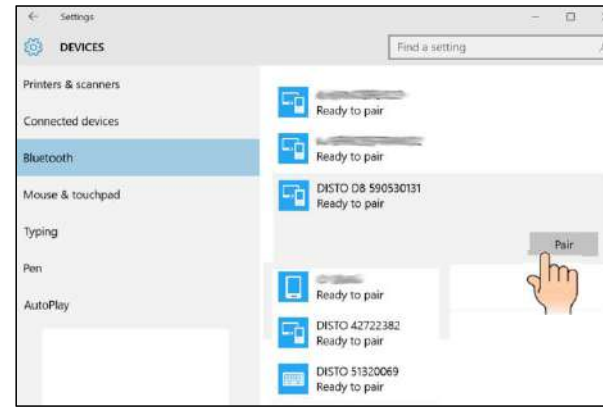 Settings
DEVICES
Find a setting
Printers & scanners
Connected devices
Bluetooth
Mouse & touchpad
Typing
Pen
AutoPlay
Ready to pair
Ready to pair
DISTO D8 590530131
Ready to pair
Pair
Ready to pair
DISTO 42722382
Ready to pair
DISTO 51320069
Ready to pair